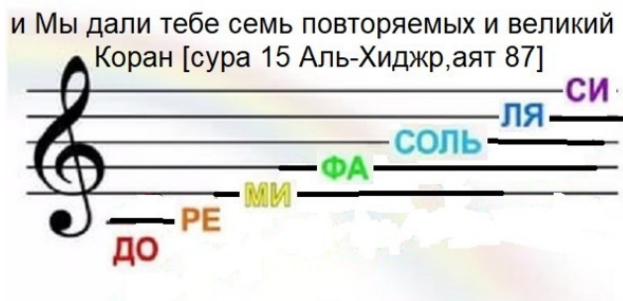 и Мы дали тебе семь повторяемых и великий
Коран [сура 15 Аль-Хиджр,аят 87]
СИ
ЛЯ
СОЛЬ
ФА
МИ
РЕ
ДО